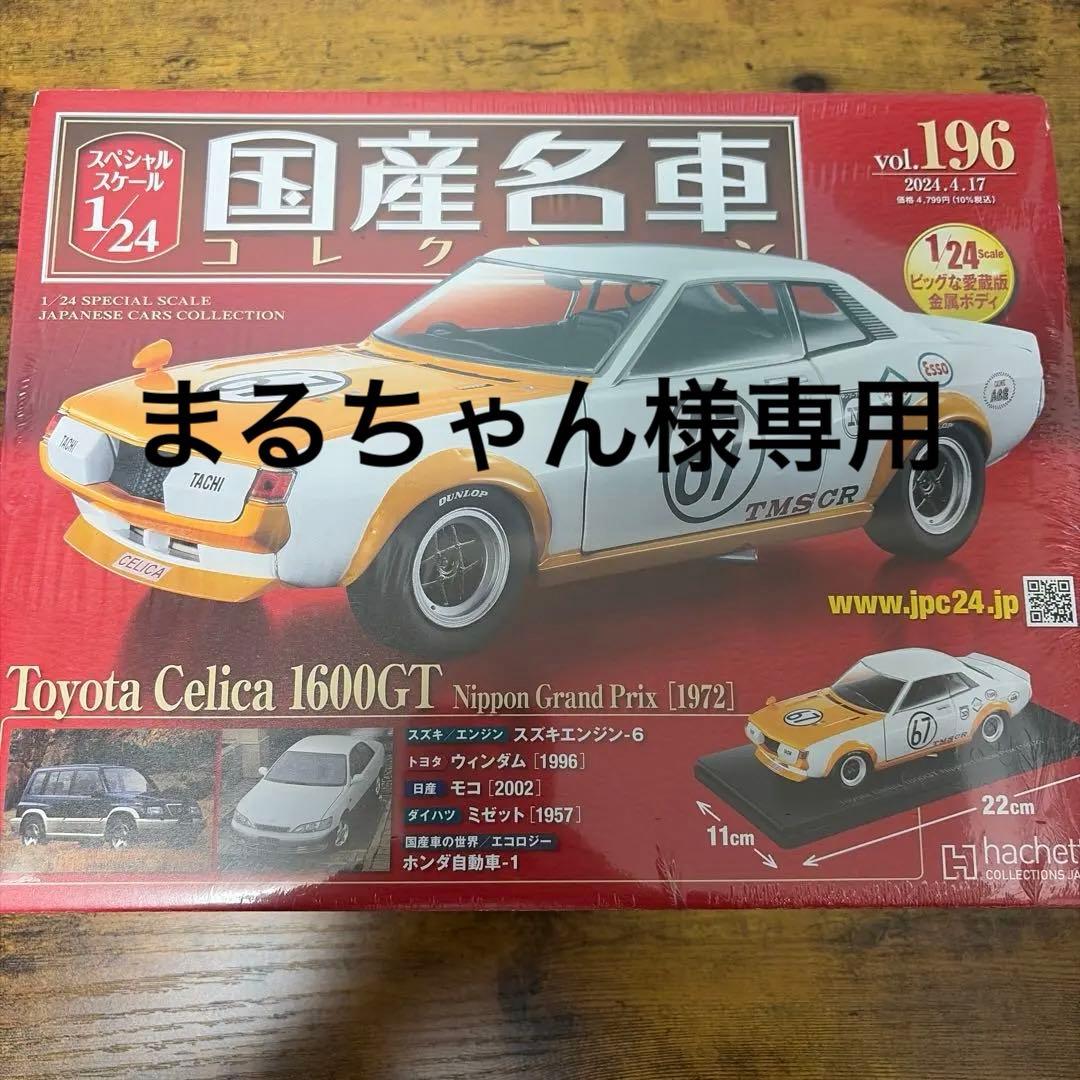 スペシャル
スケール
1/24
国産名車
コレクション
1/24 SPECIAL SCALE
JAPANESE CARS COLLECTION
vol.196
2024.4.17
価格 4,799円 (10%税込)
1/24 Scale
ビッグな愛蔵版
金属ボディ
まるちゃん様専用
67
ESSO
TACHI
TACHI
DUNLOP
67
TMSCR
CELICA
www.jpc24.jp
Toyota Celica 1600GT Nippon Grand Prix [1972]
スズキ/エンジン スズキエンジン-6
トヨタ ウィンダム [1996]
日産 モコ [2002]
ダイハツ ミゼット [1957]
国産車の世界/エコロジー
ホンダ自動車-1
67
67
TMSCR
11cm
22cm
hachett
COLLECTIONS JA